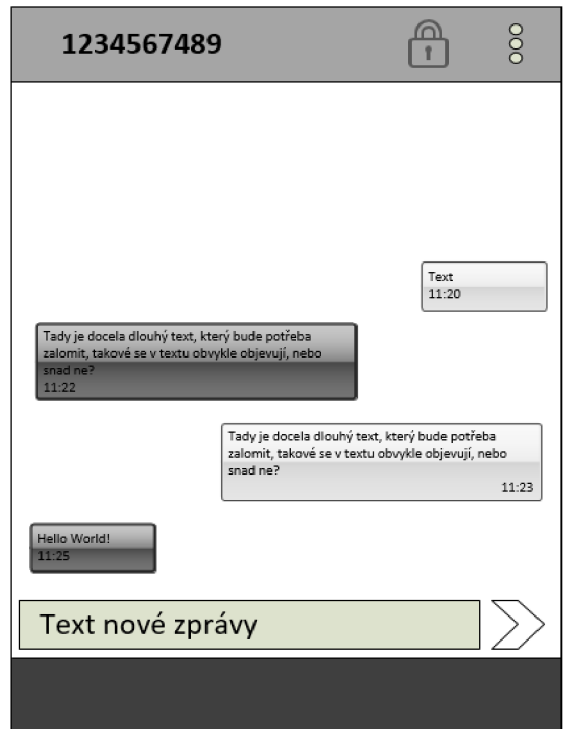 1234567489
Text
11:20
Tady je docela dlouhý text, který bude potřeba
zalomit, takové se v textu obvykle objevují, nebo
snad ne?
11:22
Tady je docela dlouhý text, který bude potřeba
zalomit, takové se v textu obvykle objevují, nebo
snad ne?
11:23
Hello World!
11:25
Text nové zprávy